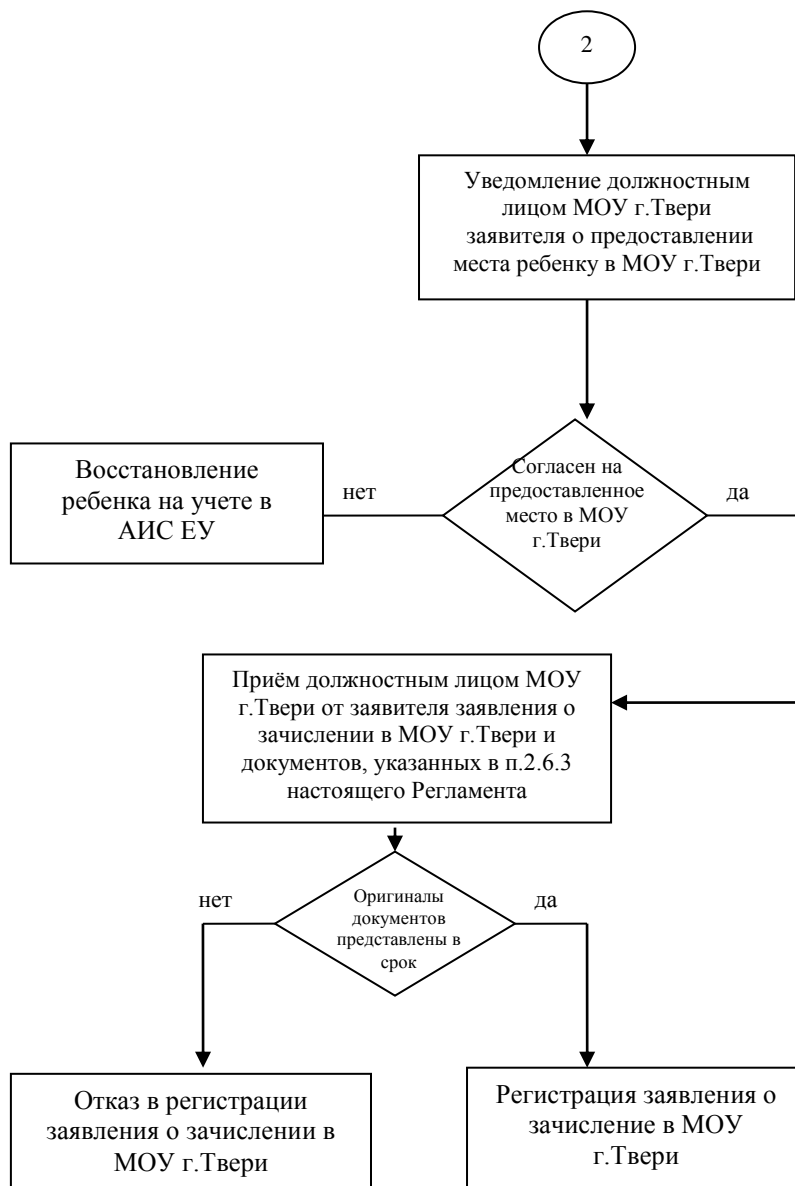 2
Уведомление должностным
лицом МОУ г.Твери
заявителя о предоставлении
места ребенку в МОУ г.Твери
Восстановление
ребенка на учете в
АИС ЕУ
нет
Согласен на
предоставленное
место в МОУ
г.Твери
да
Приём должностным лицом МОУ
г.Твери от заявителя заявления о
зачислении в МОУ г.Твери и
документов, указанных в п.2.6.3
настоящего Регламента
нет
Оригиналы
документов
представлены в
срок
да
Отказ в регистрации
заявления о зачислении в
МОУ г.Твери
Регистрация заявления о
зачисление в МОУ
г.Твери